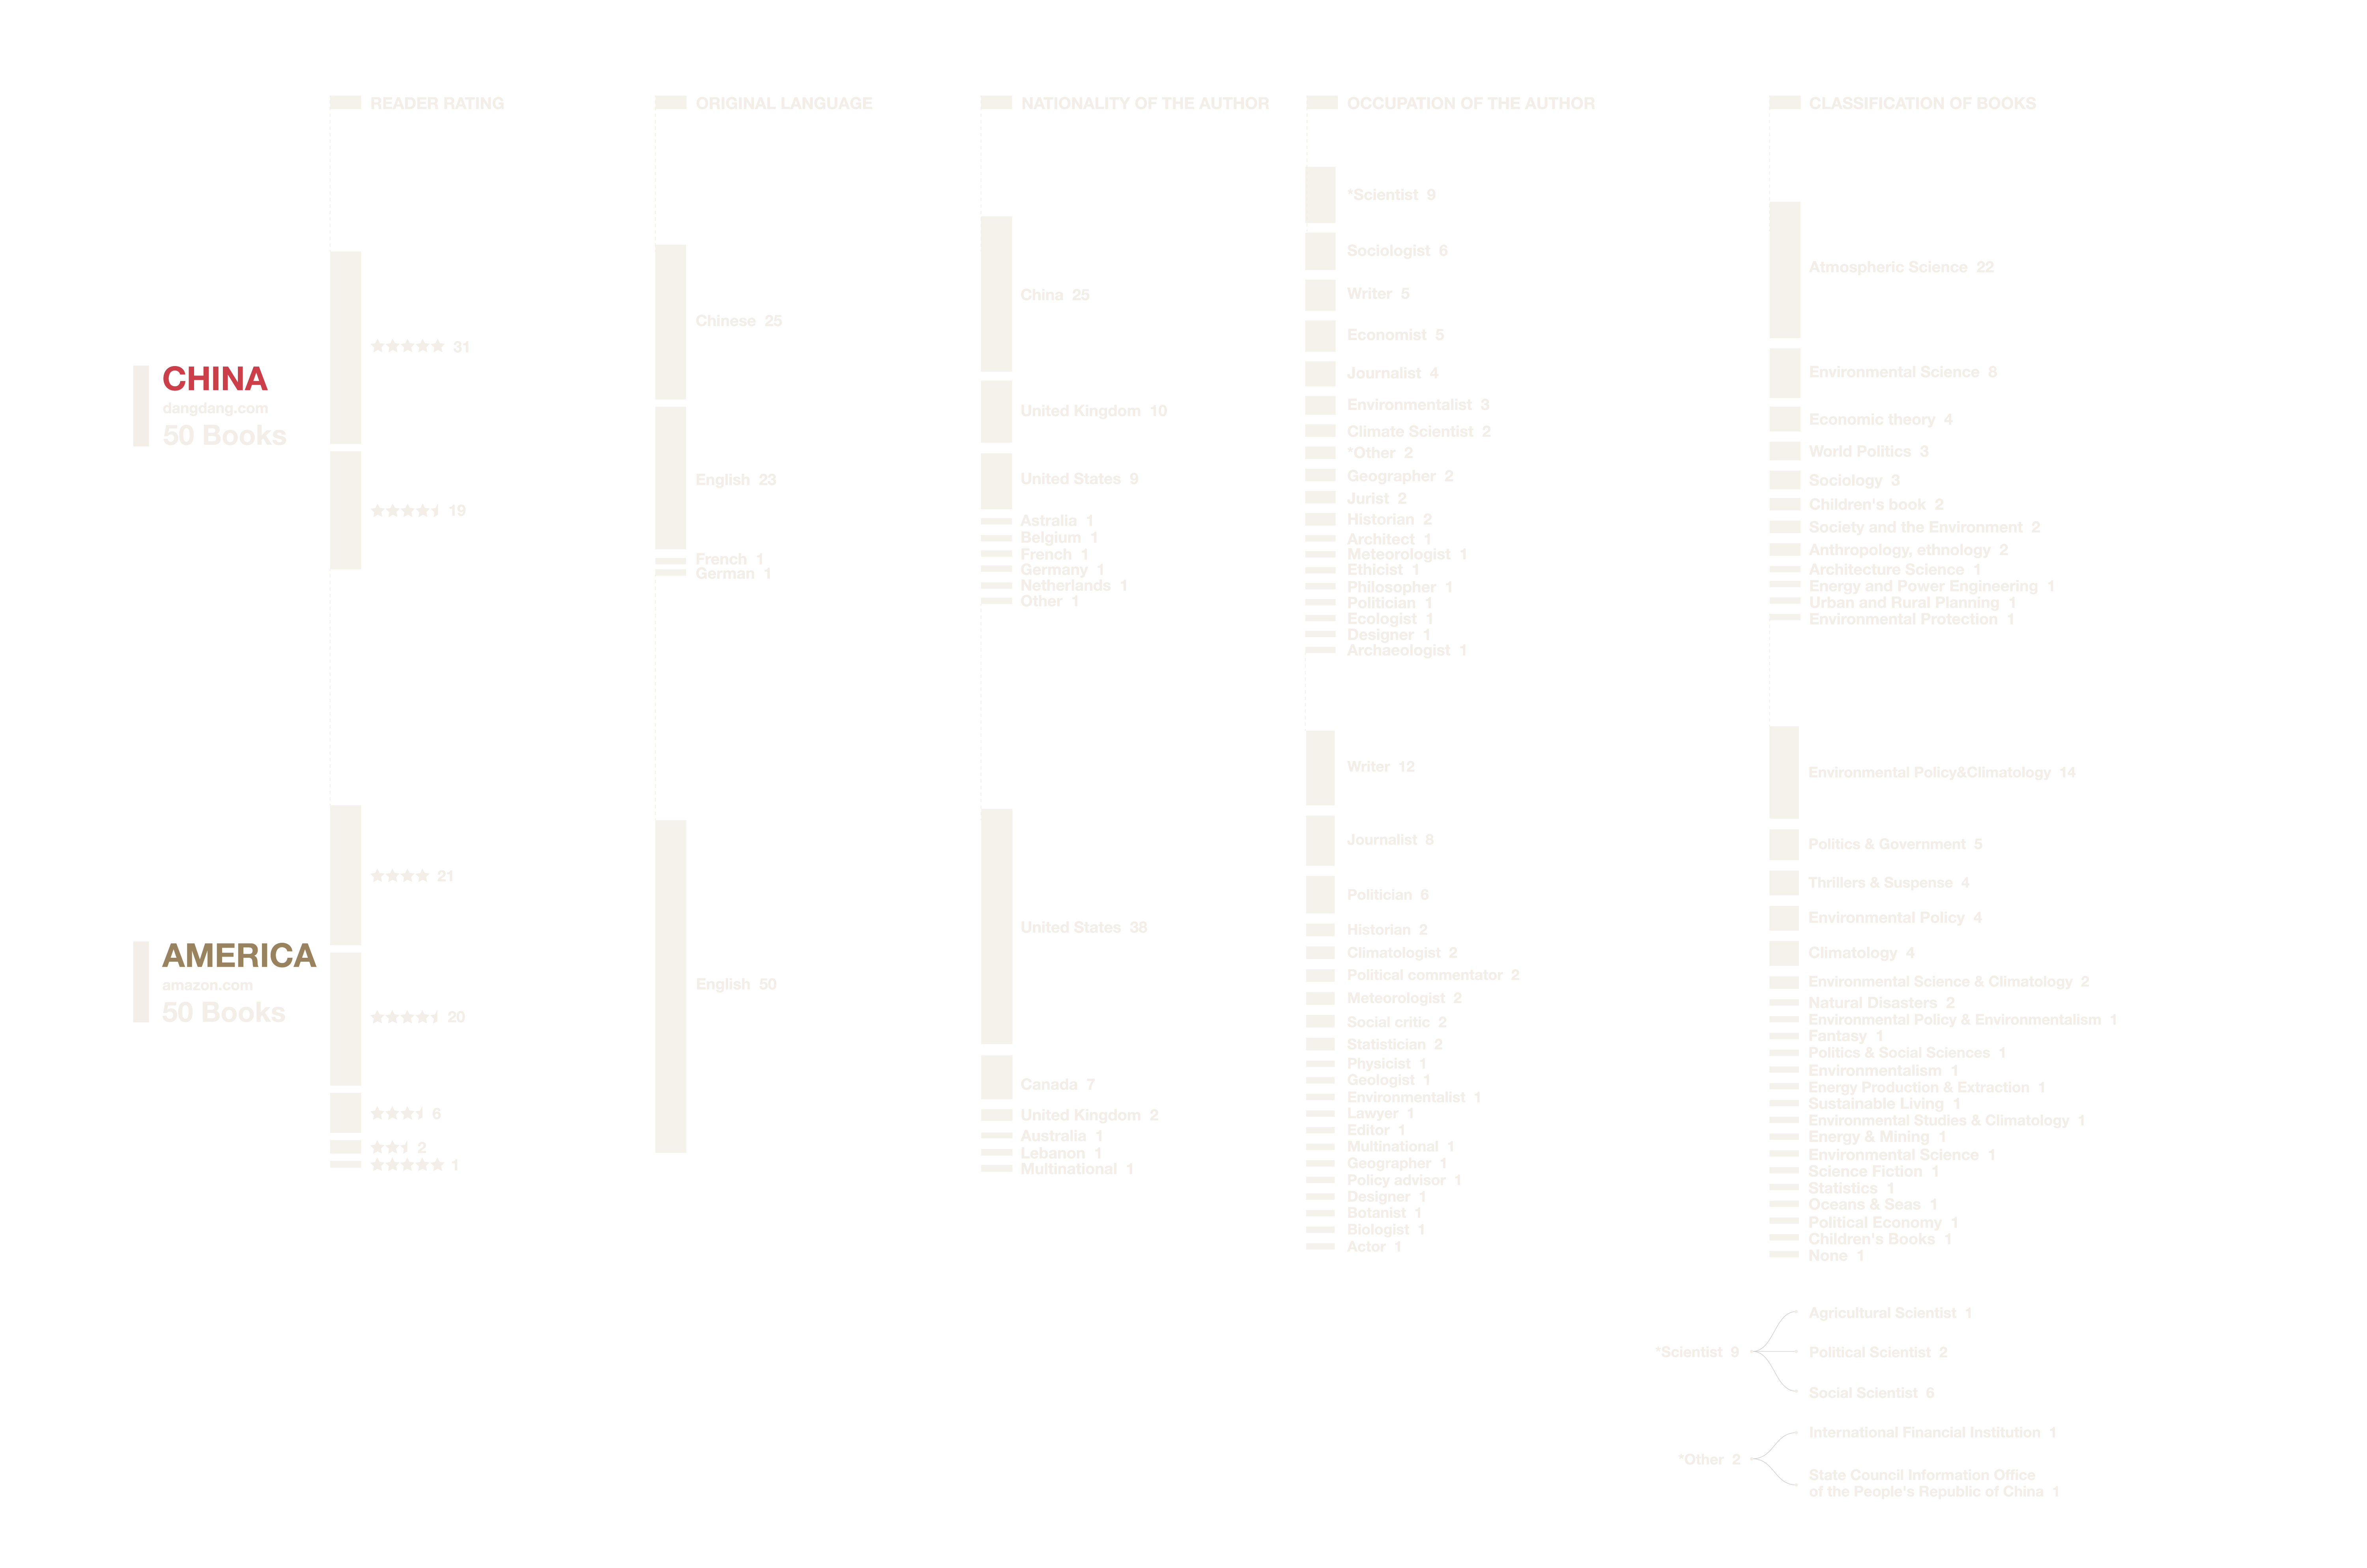 READER RATING
ORIGINAL LANGUAGE
NATIONALITY OF THE AUTHOR
OCCUPATION OF THE AUTHOR
CLASSIFICATION OF BOOKS
CHINA
dangdang.com
50 Books
★★★★★ 31
★★★★⯨ 19
Chinese 25
English 23
French 1
German 1
China 25
United Kingdom 10
United States 9
Astralia 1
Belgium 1
French 1
Germany 1
Netherlands 1
Other 1
*Scientist 9
Sociologist 6
Writer 5
Economist 5
Journalist 4
Environmentalist 3
Climate Scientist 2
*Other 2
Geographer 2
Jurist 2
Historian 2
Architect 1
Meteorologist 1
Ethicist 1
Philosopher 1
Politician 1
Ecologist 1
Designer 1
Archaeologist 1
Atmospheric Science 22
Environmental Science 8
Economic theory 4
World Politics 3
Sociology 3
Children's book 2
Society and the Environment 2
Anthropology, ethnology 2
Architecture Science 1
Energy and Power Engineering 1
Urban and Rural Planning 1
Environmental Protection 1
AMERICA
amazon.com
50 Books
★★★★ 21
★★★★⯨ 20
★★★⯨ 6
★★⯨ 2
★★★★★ 1
English 50
United States 38
Canada 7
United Kingdom 2
Australia 1
Lebanon 1
Multinational 1
Writer 12
Journalist 8
Politician 6
Historian 2
Climatologist 2
Political commentator 2
Meteorologist 2
Social critic 2
Statistician 2
Physicist 1
Geologist 1
Environmentalist 1
Lawyer 1
Editor 1
Multinational 1
Geographer 1
Policy advisor 1
Designer 1
Botanist 1
Biologist 1
Actor 1
Environmental Policy&Climatology 14
Politics & Government 5
Thrillers & Suspense 4
Environmental Policy 4
Climatology 4
Environmental Science & Climatology 2
Natural Disasters 2
Environmental Policy & Environmentalism 1
Fantasy 1
Politics & Social Sciences 1
Environmentalism 1
Energy Production & Extraction 1
Sustainable Living 1
Environmental Studies & Climatology 1
Energy & Mining 1
Environmental Science 1
Science Fiction 1
Statistics 1
Oceans & Seas 1
Political Economy 1
Children's Books 1
None 1
*Scientist 9
Agricultural Scientist 1
Political Scientist 2
Social Scientist 6
*Other 2
International Financial Institution 1
State Council Information Office
of the People's Republic of China 1